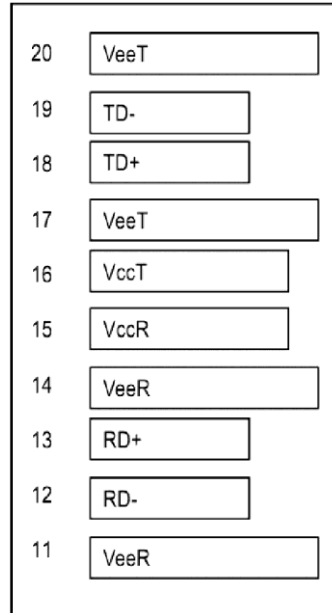 20 VeeT
19 TD-
18 TD+
17 VeeT
16 VccT
15 VccR
14 VeeR
13 RD+
12 RD-
11 VeeR